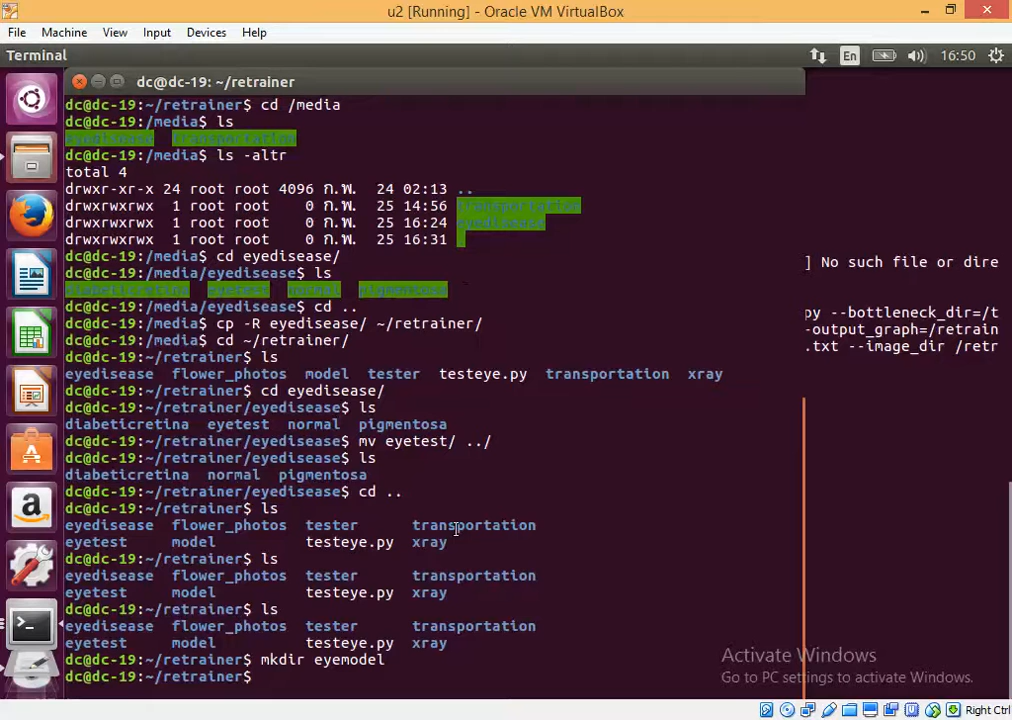 u2 [Running] - Oracle VM VirtualBox
File Machine View Input Devices Help
Terminal En 16:50
dc@dc-19: ~/retrainer
dc@dc-19:~/retrainer$ cd /media
dc@dc-19:/media$ ls
eyedisease transportation
dc@dc-19:/media$ ls -altr
total 4
drwxr-xr-x 24 root root 4096 ก.พ. 24 02:13 ..
drwxrwxrwx 1 root root 0 ก.พ. 25 14:56 transportation
drwxrwxrwx 1 root root 0 ก.พ. 25 16:24 eyedisease
drwxrwxrwx 1 root root 0 ก.พ. 25 16:31 .
dc@dc-19:/media$ cd eyedisease/
dc@dc-19:/media/eyedisease$ ls
diabeticretina eyetest normal pigmentosa
dc@dc-19:/media/eyedisease$ cd ..
dc@dc-19:/media$ cp -R eyedisease/ ~/retrainer/
dc@dc-19:/media$ cd ~/retrainer/
dc@dc-19:~/retrainer$ ls
eyedisease flower_photos model tester testeye.py transportation xray
dc@dc-19:~/retrainer$ cd eyedisease/
dc@dc-19:~/retrainer/eyedisease$ ls
diabeticretina eyetest normal pigmentosa
dc@dc-19:~/retrainer/eyedisease$ mv eyetest/ ../
dc@dc-19:~/retrainer/eyedisease$ ls
diabeticretina normal pigmentosa
dc@dc-19:~/retrainer/eyedisease$ cd ..
dc@dc-19:~/retrainer$ ls
eyedisease flower_photos tester transportation
eyetest model testeye.py xray
dc@dc-19:~/retrainer$ ls
eyedisease flower_photos tester transportation
eyetest model testeye.py xray
dc@dc-19:~/retrainer$ ls
eyedisease flower_photos tester transportation
eyetest model testeye.py xray
dc@dc-19:~/retrainer$ mkdir eyemodel
dc@dc-19:~/retrainer$
] No such file or dire
py --bottleneck_dir=/t
-output_graph=/retrain
.txt --image_dir /retr
Activate Windows
Go to PC settings to activate Windows.
Right Ctrl